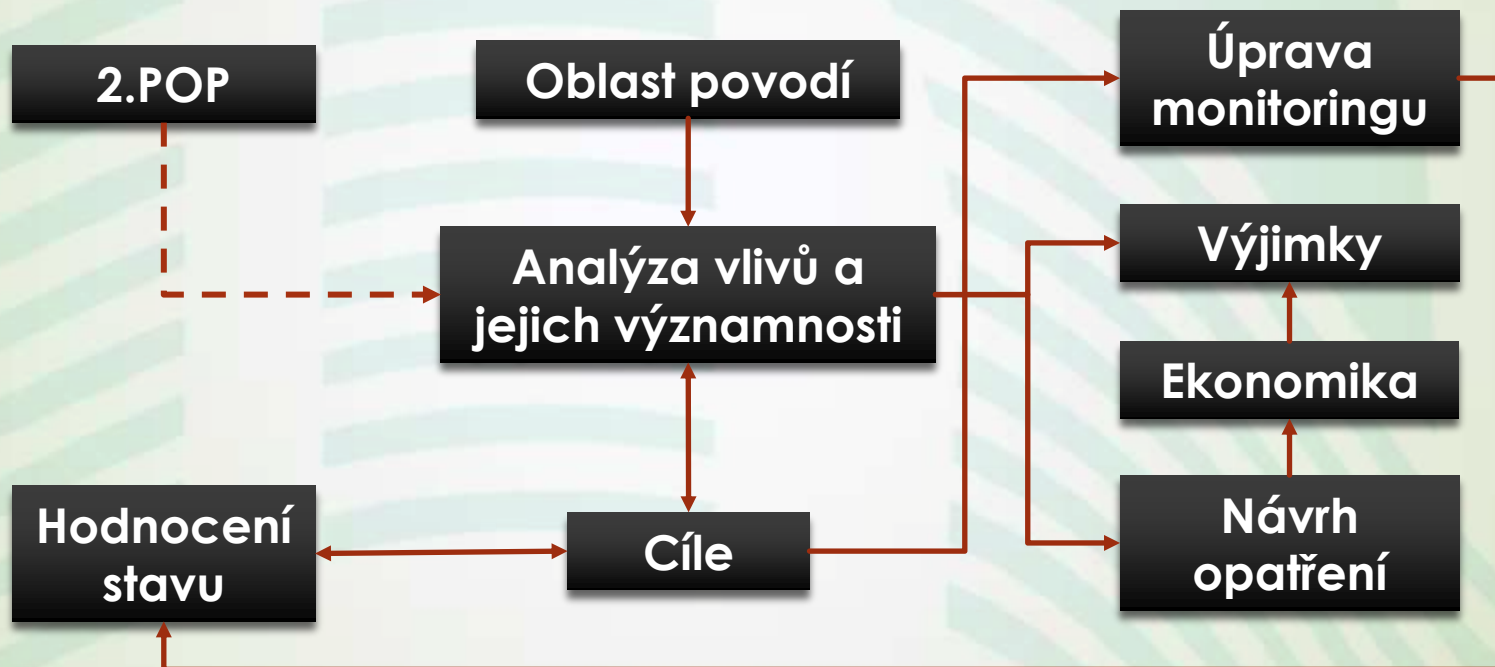 2.POP
Oblast povodí
Úprava
monitoringu
Analýza vlivů a
jejich významnosti
Výjimky
Ekonomika
Hodnocení
stavu
Cíle
Návrh
opatření